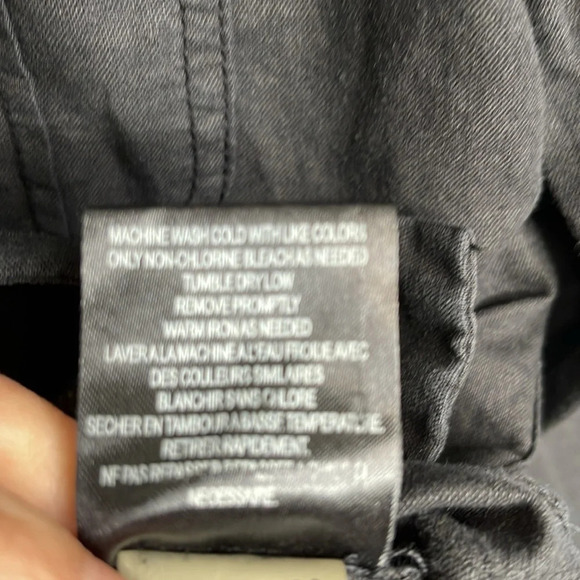 MACHINE WASH COLD WITH LIKE COLORS
ONLY NON-CHLORINE BLEACH AS NEEDED
TUMBLE DRY LOW
REMOVE PROMPTLY
WARM IRON AS NEEDED
LAVER A LA MACHINE A L'EAU FROIDE AVEC
DES COULEURS SIMILAIRES
BLANCHIR SANS CHLORE
SECHER EN TAMBOUR A BASSE TEMPERATURE
RETIRER RAPIDEMENT.
PAS
NECESSAIRE